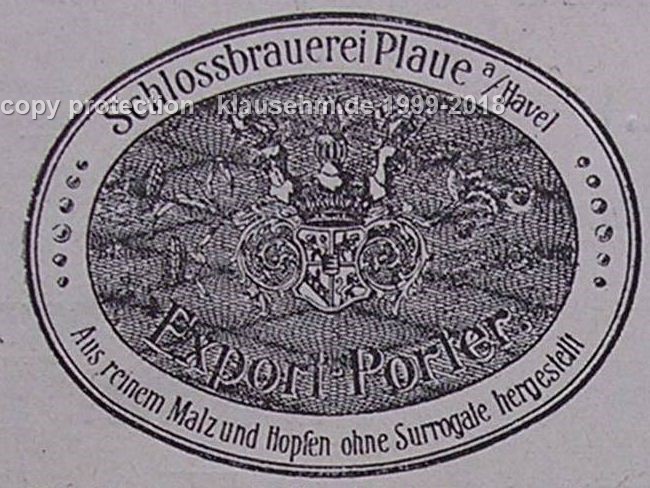 Schlossbrauerei Plaue a/Havel
copy protection klausehm.de 1999-2018
Export-Porter.
Aus reinem Malz und Hopfen ohne Surrogate hergestellt